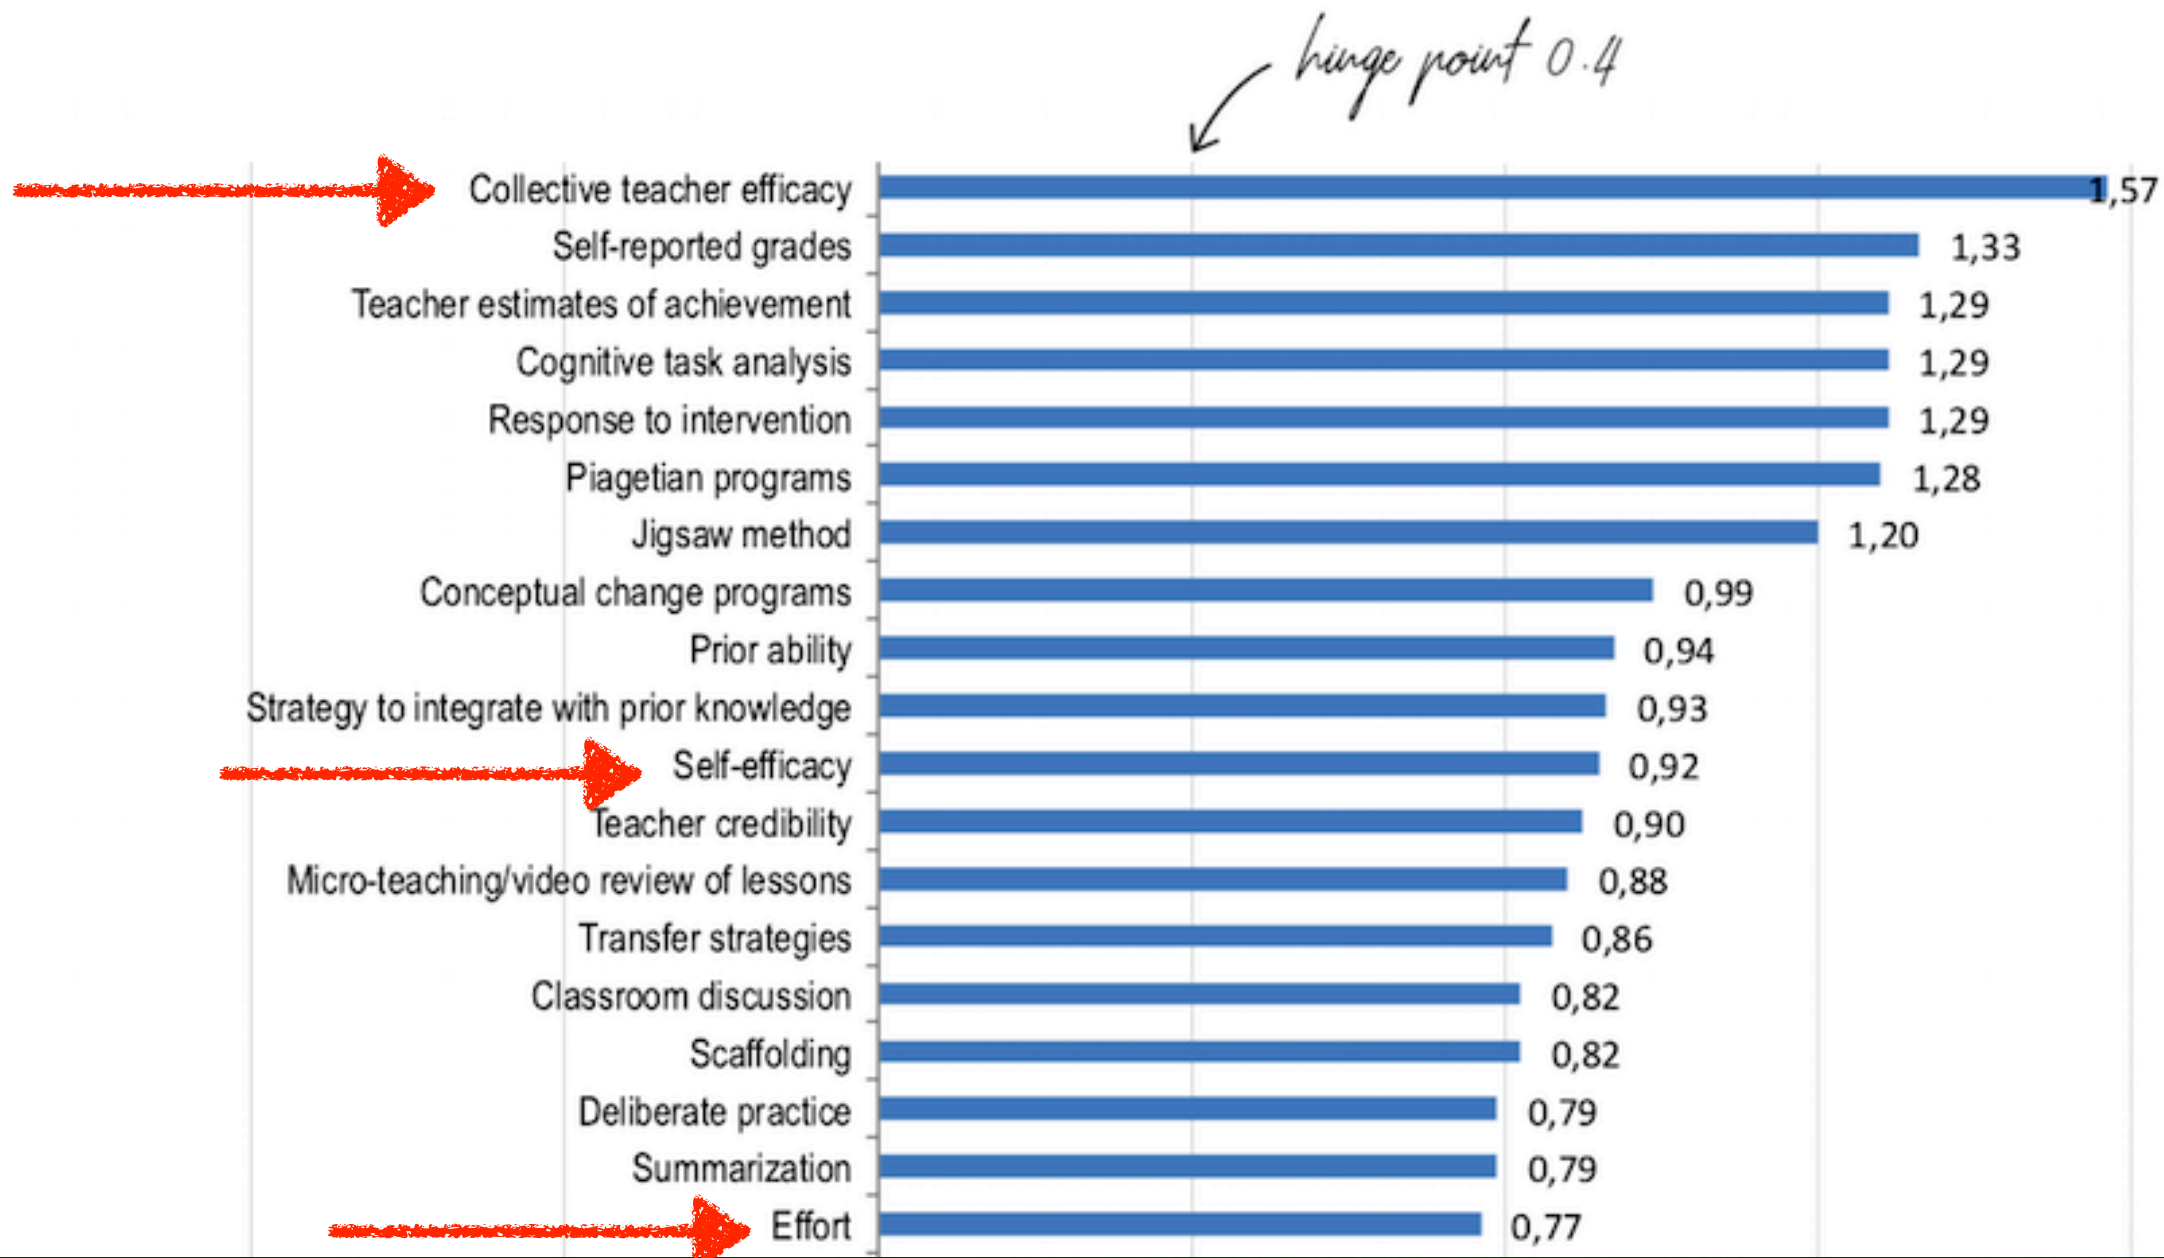 hinge point 0.4
Collective teacher efficacy 1,57
Self-reported grades 1,33
Teacher estimates of achievement 1,29
Cognitive task analysis 1,29
Response to intervention 1,29
Piagetian programs 1,28
Jigsaw method 1,20
Conceptual change programs 0,99
Prior ability 0,94
Strategy to integrate with prior knowledge 0,93
Self-efficacy 0,92
Teacher credibility 0,90
Micro-teaching/video review of lessons 0,88
Transfer strategies 0,86
Classroom discussion 0,82
Scaffolding 0,82
Deliberate practice 0,79
Summarization 0,79
Effort 0,77